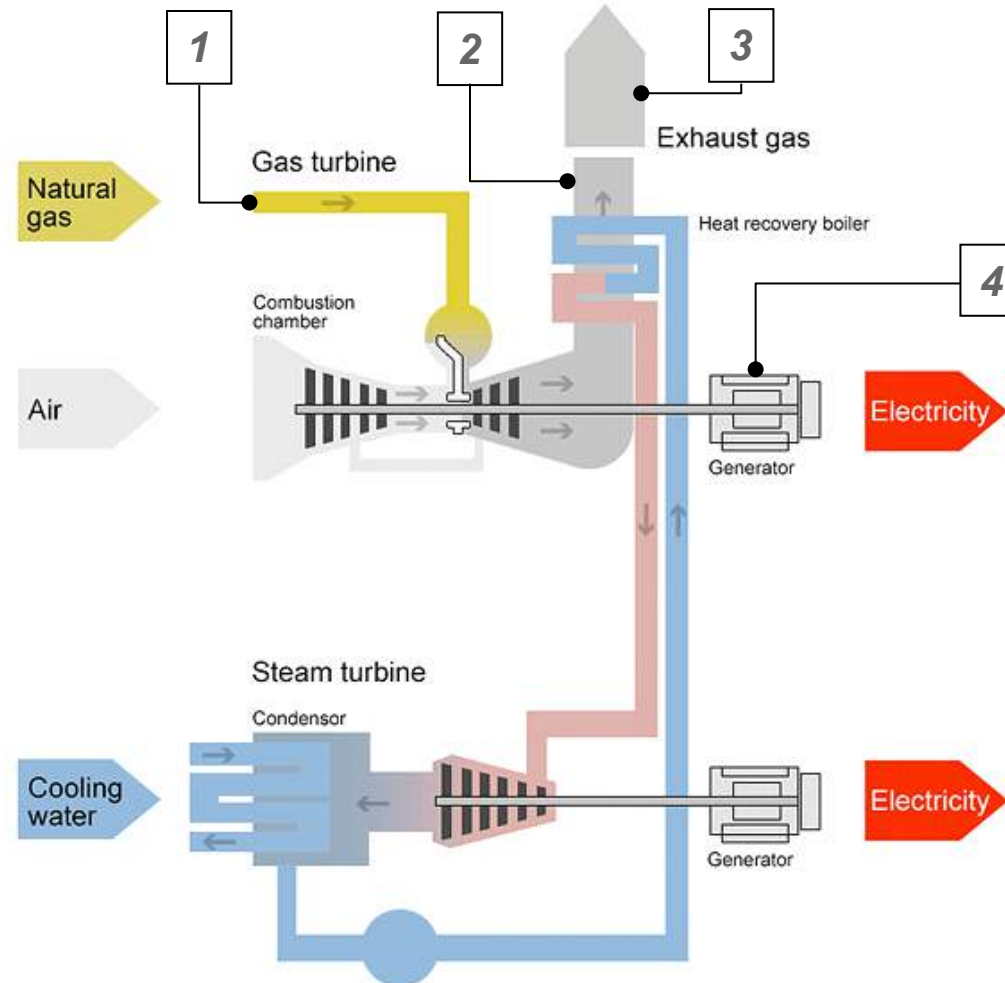 1
2
3
Exhaust gas
Gas turbine
Natural
gas
Heat recovery boiler
4
Combustion
chamber
Air
Electricity
Generator
Steam turbine
Condensor
Cooling
water
Electricity
Generator